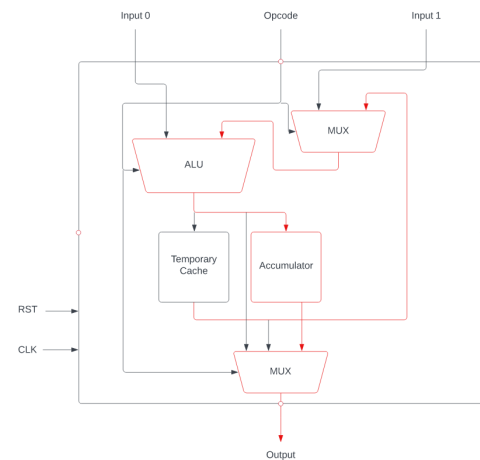 Input 0
Opcode
Input 1
MUX
ALU
Temporary
Cache
Accumulator
RST
CLK
MUX
Output